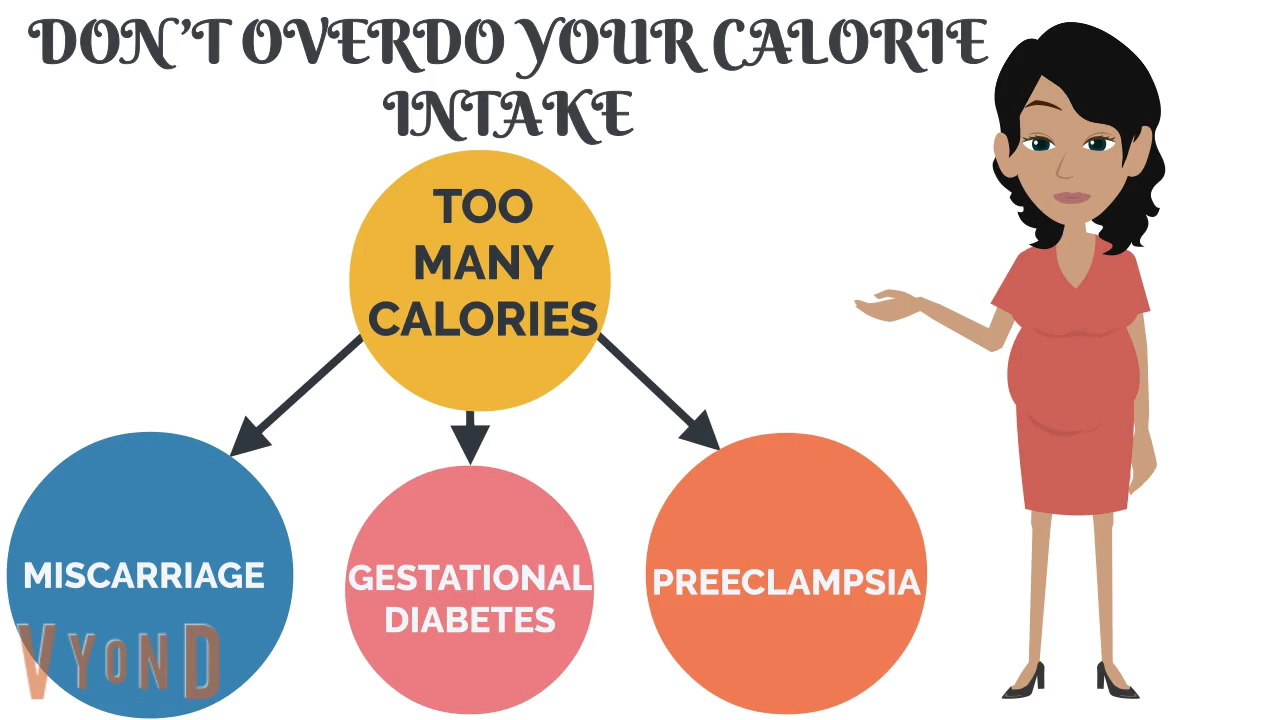 DON'T OVERDO YOUR CALORIE
INTAKE
TOO
MANY
CALORIES
MISCARRIAGE
GESTATIONAL
DIABETES
PREECLAMPSIA
VYOND